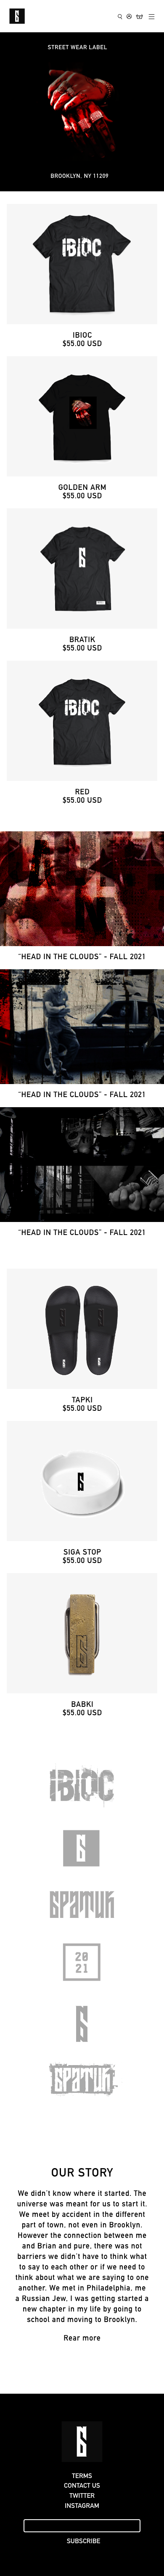 STREET WEAR LABEL
BROOKLYN, NY 11209
IBIOC
IBIOC
$55.00 USD
GOLDEN ARM
$55.00 USD
BRATIK
$55.00 USD
IBIOC
RED
$55.00 USD
"HEAD IN THE CLOUDS" - FALL 2021
"HEAD IN THE CLOUDS" - FALL 2021
"HEAD IN THE CLOUDS" - FALL 2021
TAPKI
$55.00 USD
SIGA STOP
$55.00 USD
BABKI
$55.00 USD
IBIOC
Б
БРАТИК
20
21
Б
БРАТИК
OUR STORY
We didn't know where it started. The
universe was meant for us to start it.
We meet by accident in the different
part of town, not even in Brooklyn.
However the connection between me
and Brian and pure, there was not
barriers we didn't have to think what
to say to each other or if we need to
think about what we are saying to one
another. We met in Philadelphia, me
a Russian Jew, I was getting started a
new chapter in my life by going to
school and moving to Brooklyn.
Rear more
Б
TERMS
CONTACT US
TWITTER
INSTAGRAM
SUBSCRIBE